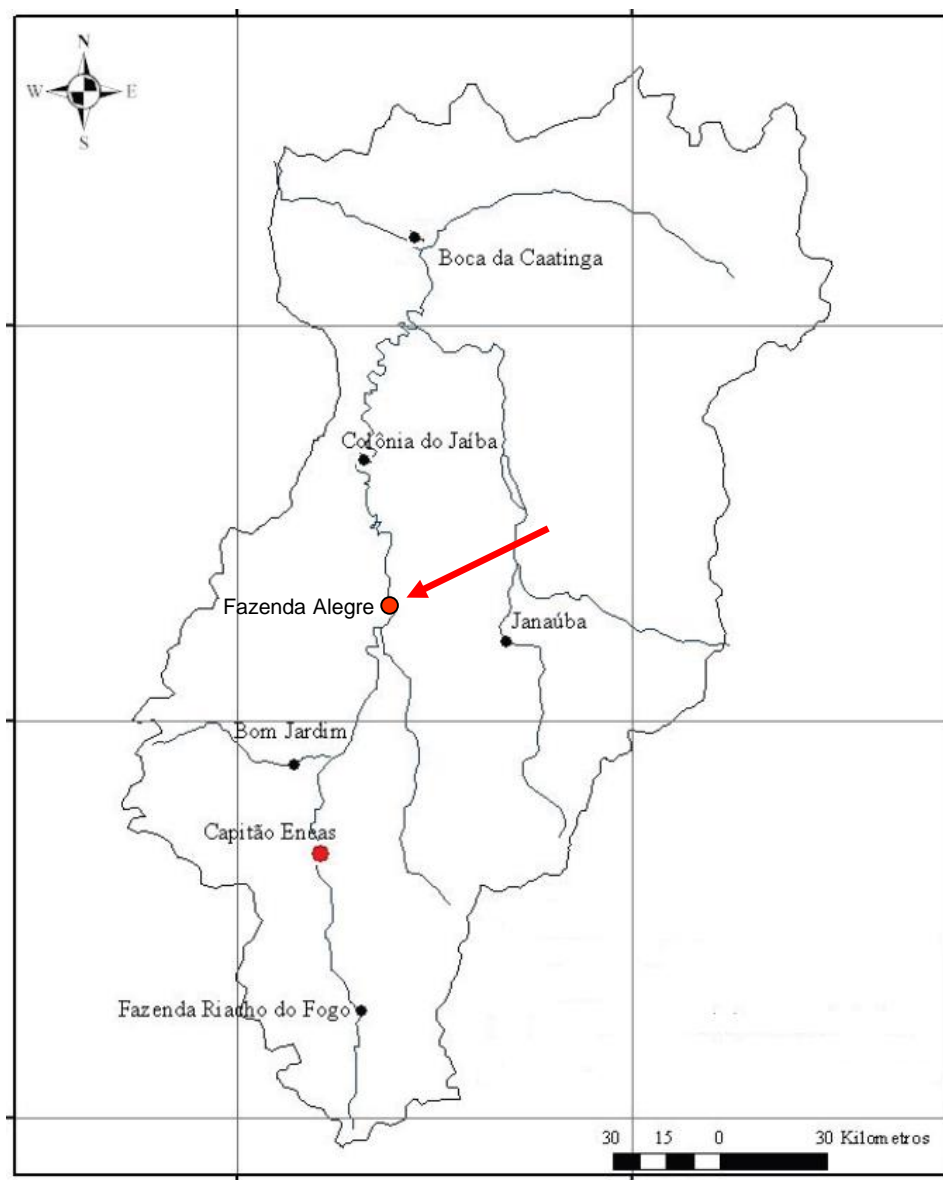 N
W E
S
Boca da Caatinga
Colônia do Jaíba
Fazenda Alegre
Janaúba
Bom Jardim
Capitão Eneas
Fazenda Riacho do Fogo
30 15 0 30 Kilometros